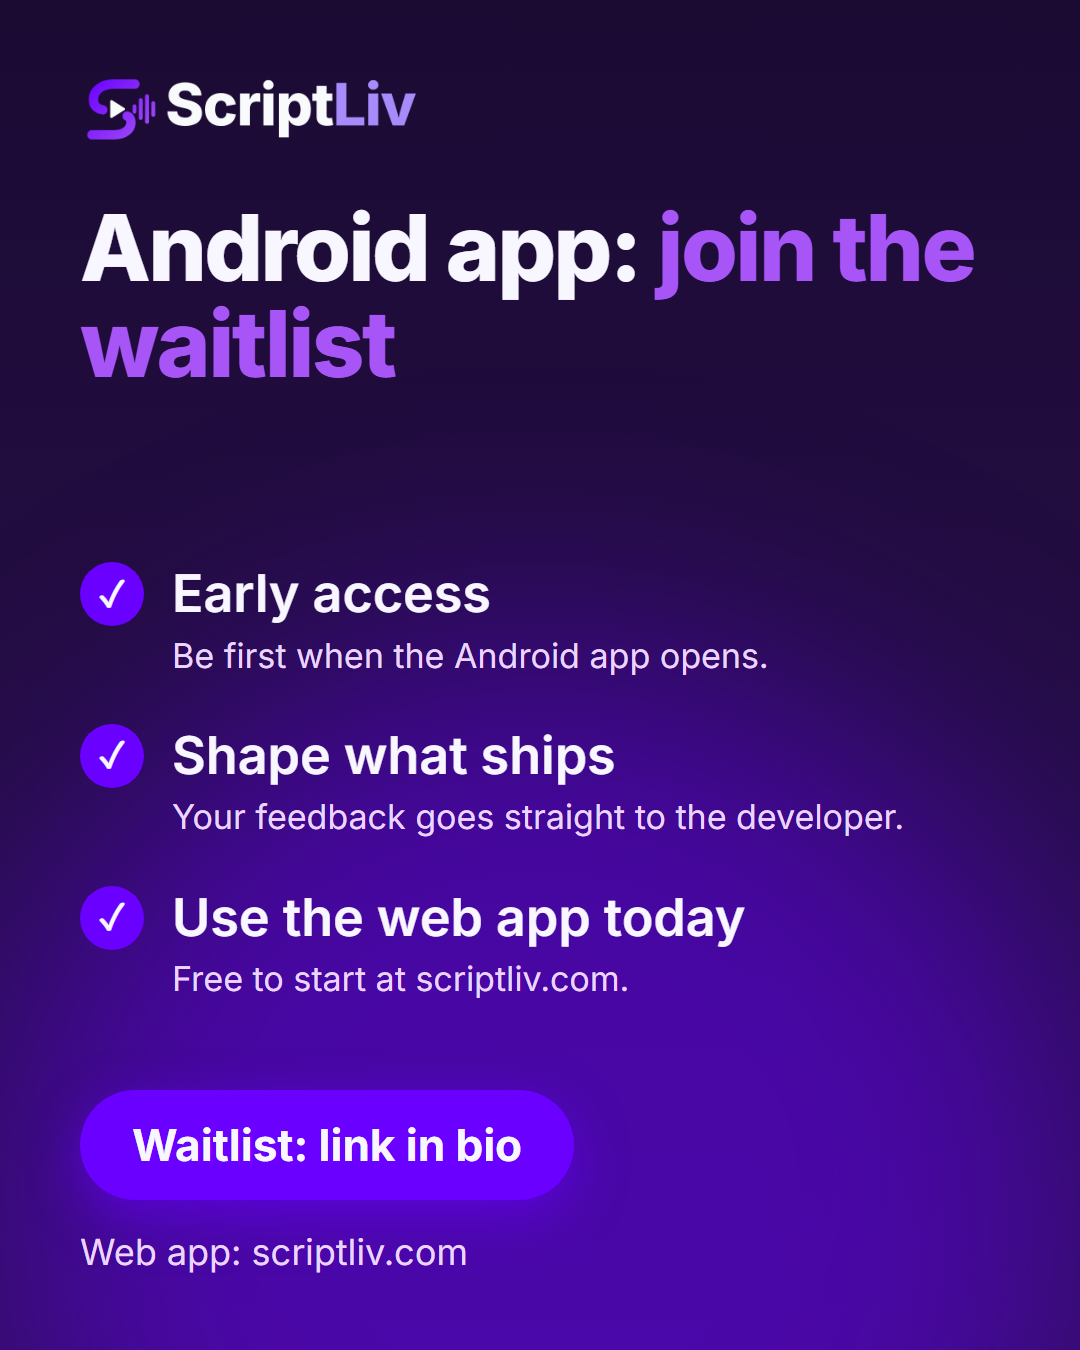 ScriptLiv
Android app: join the
waitlist
Early access
Be first when the Android app opens.
Shape what ships
Your feedback goes straight to the developer.
Use the web app today
Free to start at scriptliv.com.
Waitlist: link in bio
Web app: scriptliv.com